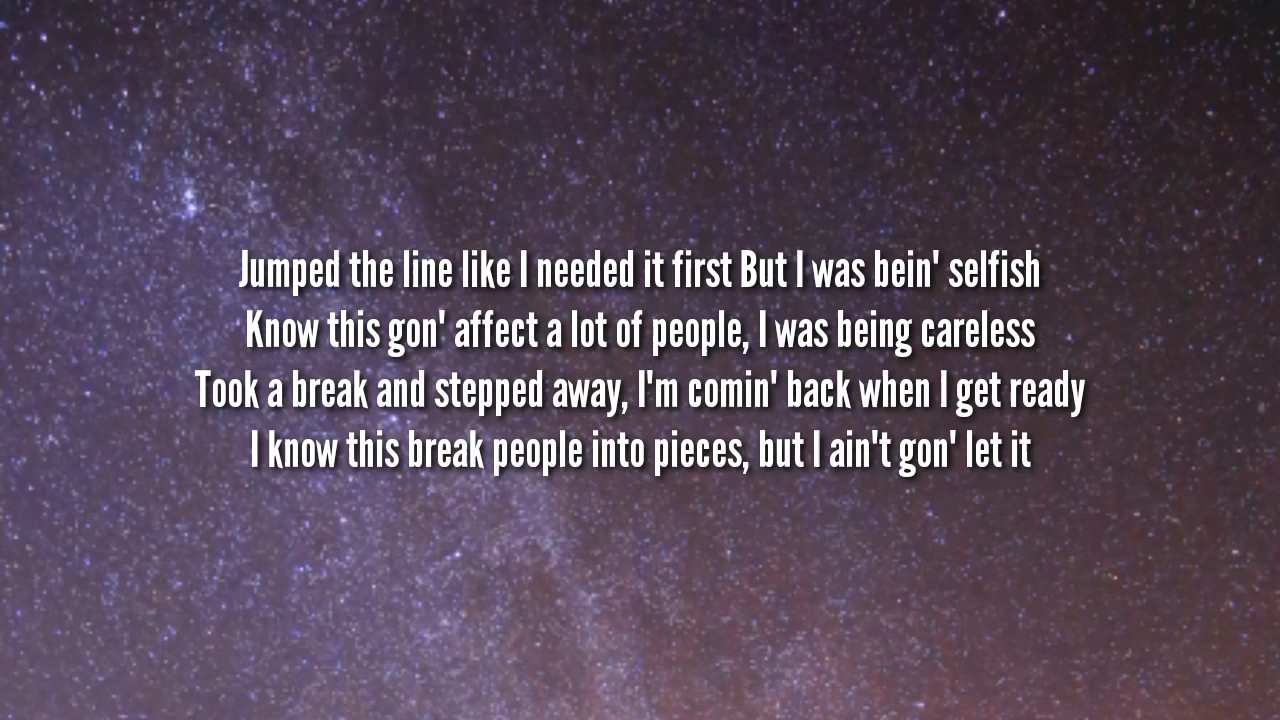 Jumped the line like I needed it first But I was bein' selfish
Know this gon' affect a lot of people, I was being careless
Took a break and stepped away, I'm comin' back when I get ready
I know this break people into pieces, but I ain't gon' let it